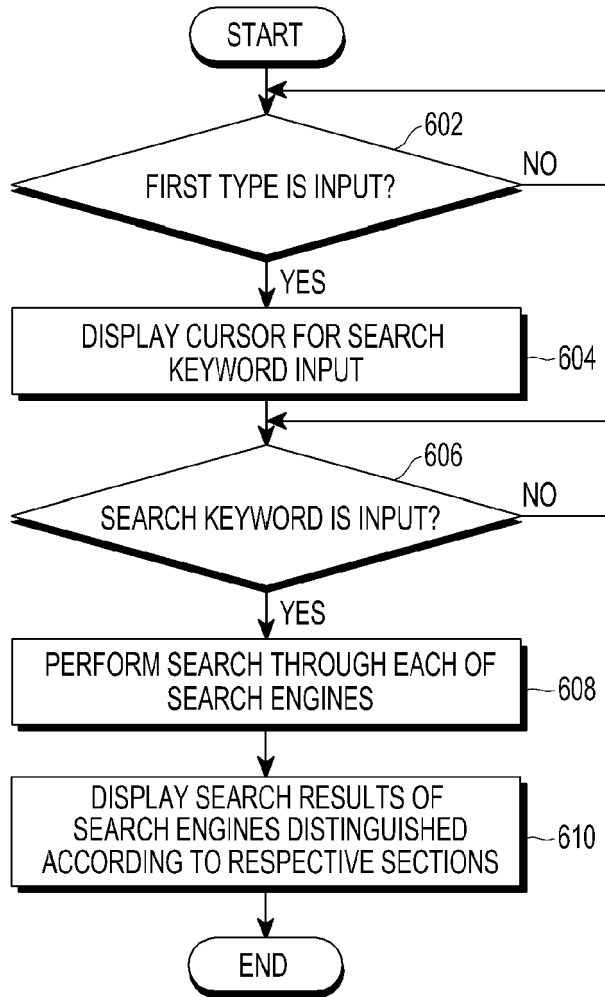 START
602
FIRST TYPE IS INPUT?
NO
YES
DISPLAY CURSOR FOR SEARCH
KEYWORD INPUT
604
606
SEARCH KEYWORD IS INPUT?
NO
YES
PERFORM SEARCH THROUGH EACH OF
SEARCH ENGINES
608
DISPLAY SEARCH RESULTS OF
SEARCH ENGINES DISTINGUISHED
ACCORDING TO RESPECTIVE SECTIONS
610
END